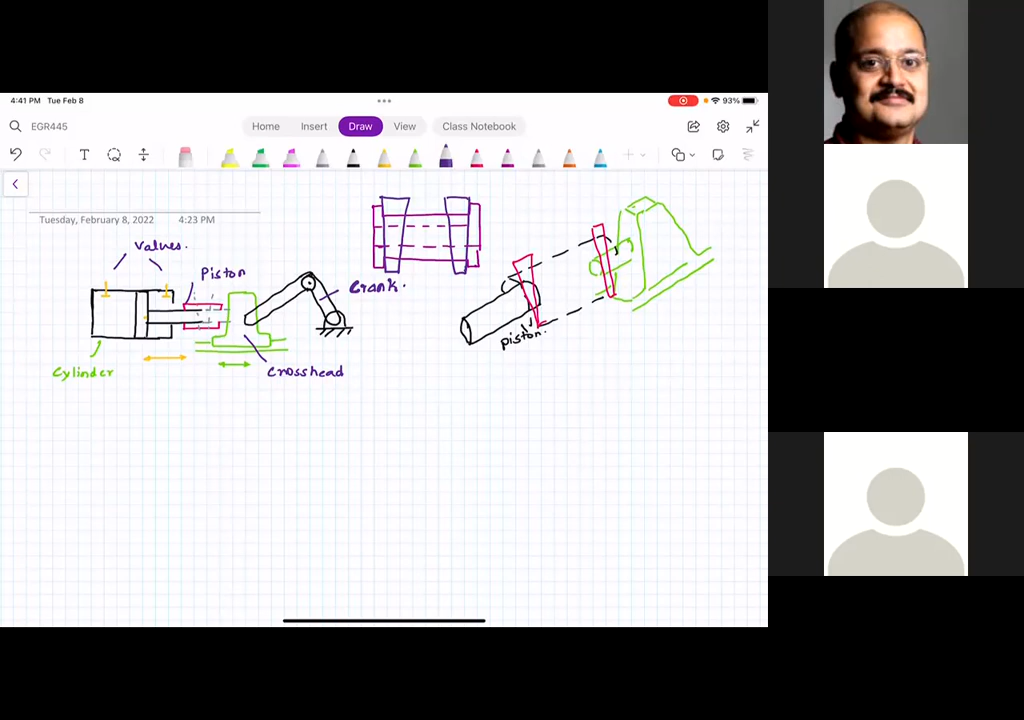 4:41 PM Tue Feb 8
93%
EGR445
Home Insert Draw View Class Notebook
Tuesday, February 8, 2022 4:23 PM
Valves.
Piston
Crank.
piston.
Cylinder
Crosshead